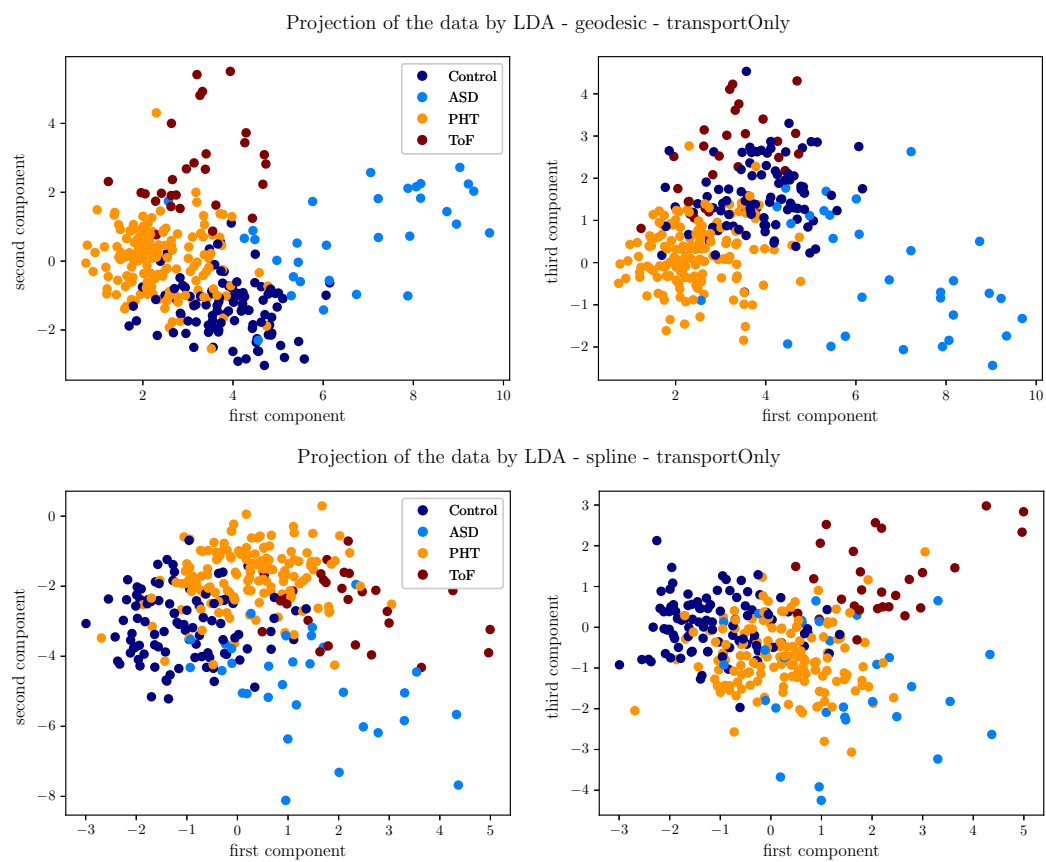 Projection of the data by LDA - geodesic - transportOnly
Control
ASD
PHT
ToF
second component
4
2
0
−2
2
4
6
8
10
first component
third component
4
3
2
1
0
−1
−2
2
4
6
8
10
first component
Projection of the data by LDA - spline - transportOnly
Control
ASD
PHT
ToF
second component
0
−2
−4
−6
−8
−3
−2
−1
0
1
2
3
4
5
first component
third component
3
2
1
0
−1
−2
−3
−4
−3
−2
−1
0
1
2
3
4
5
first component